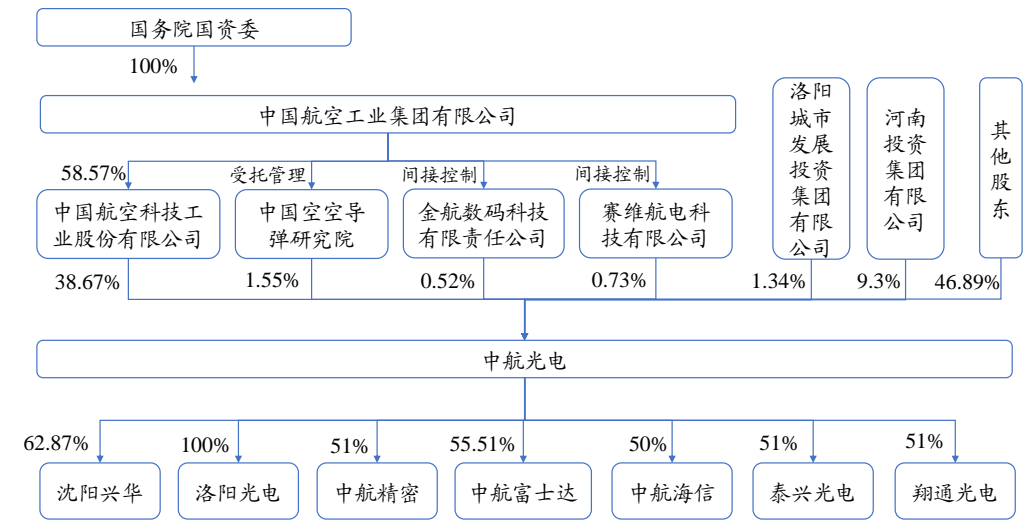 国务院国资委
100%
中国航空工业集团有限公司
58.57%
受托管理
间接控制
间接控制
中国航空科技工
业股份有限公司
中国空空导
弹研究院
金航数码科技
有限责任公司
赛维航电科
技有限公司
洛阳
城市
发展
投资
集团
有限
公司
河南
投资
集团
有限
公司
其
他
股
东
38.67%
1.55%
0.52%
0.73%
1.34%
9.3%
46.89%
中航光电
62.87%
100%
51%
55.51%
50%
51%
51%
沈阳兴华
洛阳光电
中航精密
中航富士达
中航海信
泰兴光电
翔通光电